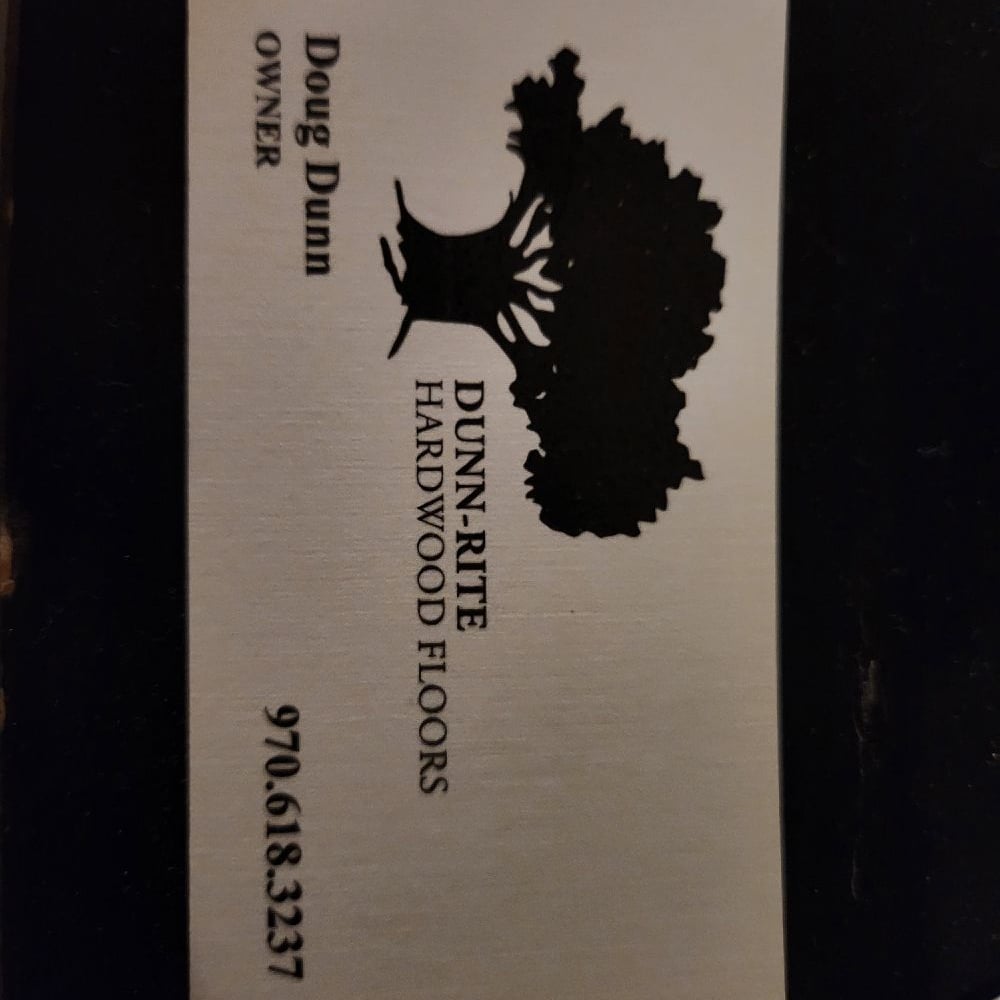 DUNN-RITE
HARDWOOD FLOORS
Doug Dunn
OWNER
970.618.3237